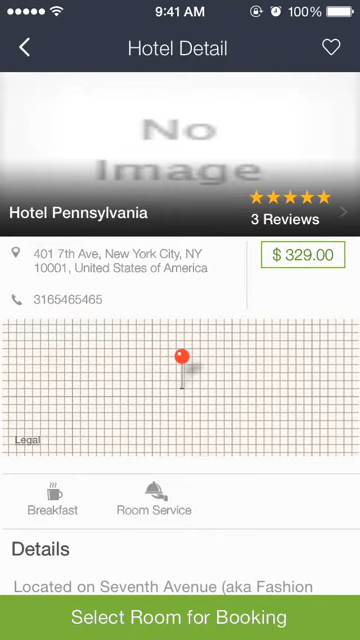 9:41 AM
100%
Hotel Detail
No
Image
Hotel Pennsylvania
3 Reviews
401 7th Ave, New York City, NY
10001, United States of America
$ 329.00
3165465465
Legal
Breakfast
Room Service
Details
Located on Seventh Avenue (aka Fashion
Select Room for Booking